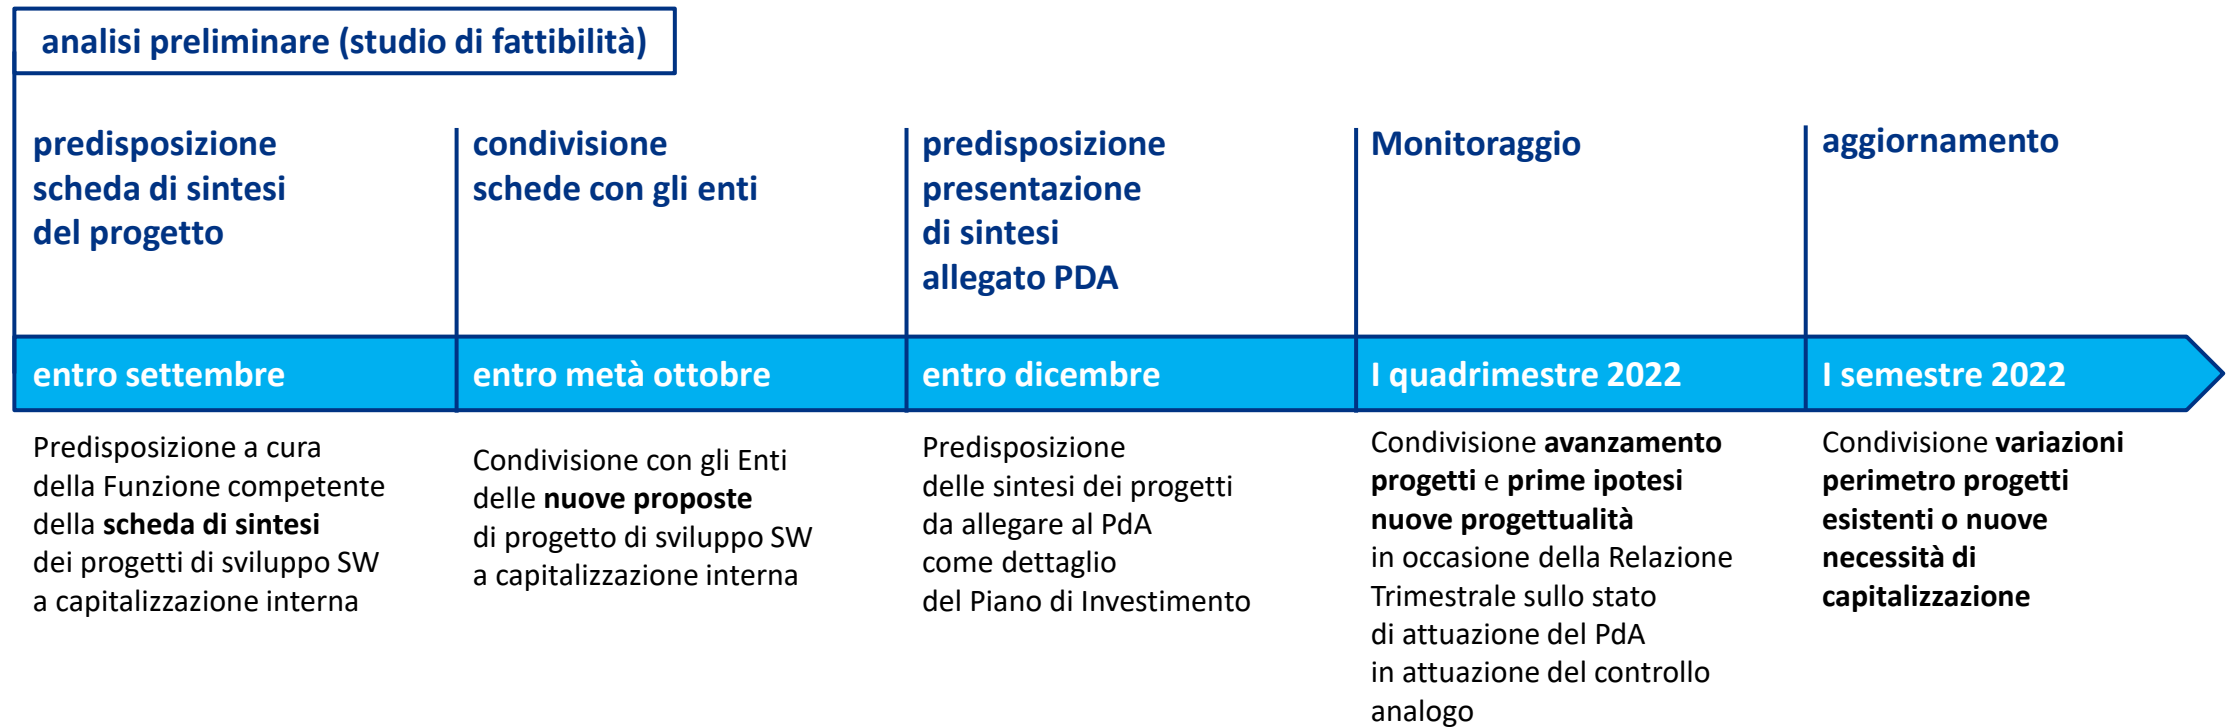 analisi preliminare (studio di fattibilità)
predisposizione
scheda di sintesi
del progetto
condivisione
schede con gli enti
predisposizione
presentazione
di sintesi
allegato PDA
Monitoraggio
aggiornamento
entro settembre
entro metà ottobre
entro dicembre
I quadrimestre 2022
I semestre 2022
Predisposizione a cura
della Funzione competente
della scheda di sintesi
dei progetti di sviluppo SW
a capitalizzazione interna
Condivisione con gli Enti
delle nuove proposte
di progetto di sviluppo SW
a capitalizzazione interna
Predisposizione
delle sintesi dei progetti
da allegare al PdA
come dettaglio
del Piano di Investimento
Condivisione avanzamento
progetti e prime ipotesi
nuove progettualità
in occasione della Relazione
Trimestrale sullo stato
di attuazione del PdA
in attuazione del controllo
analogo
Condivisione variazioni
perimetro progetti
esistenti o nuove
necessità di
capitalizzazione